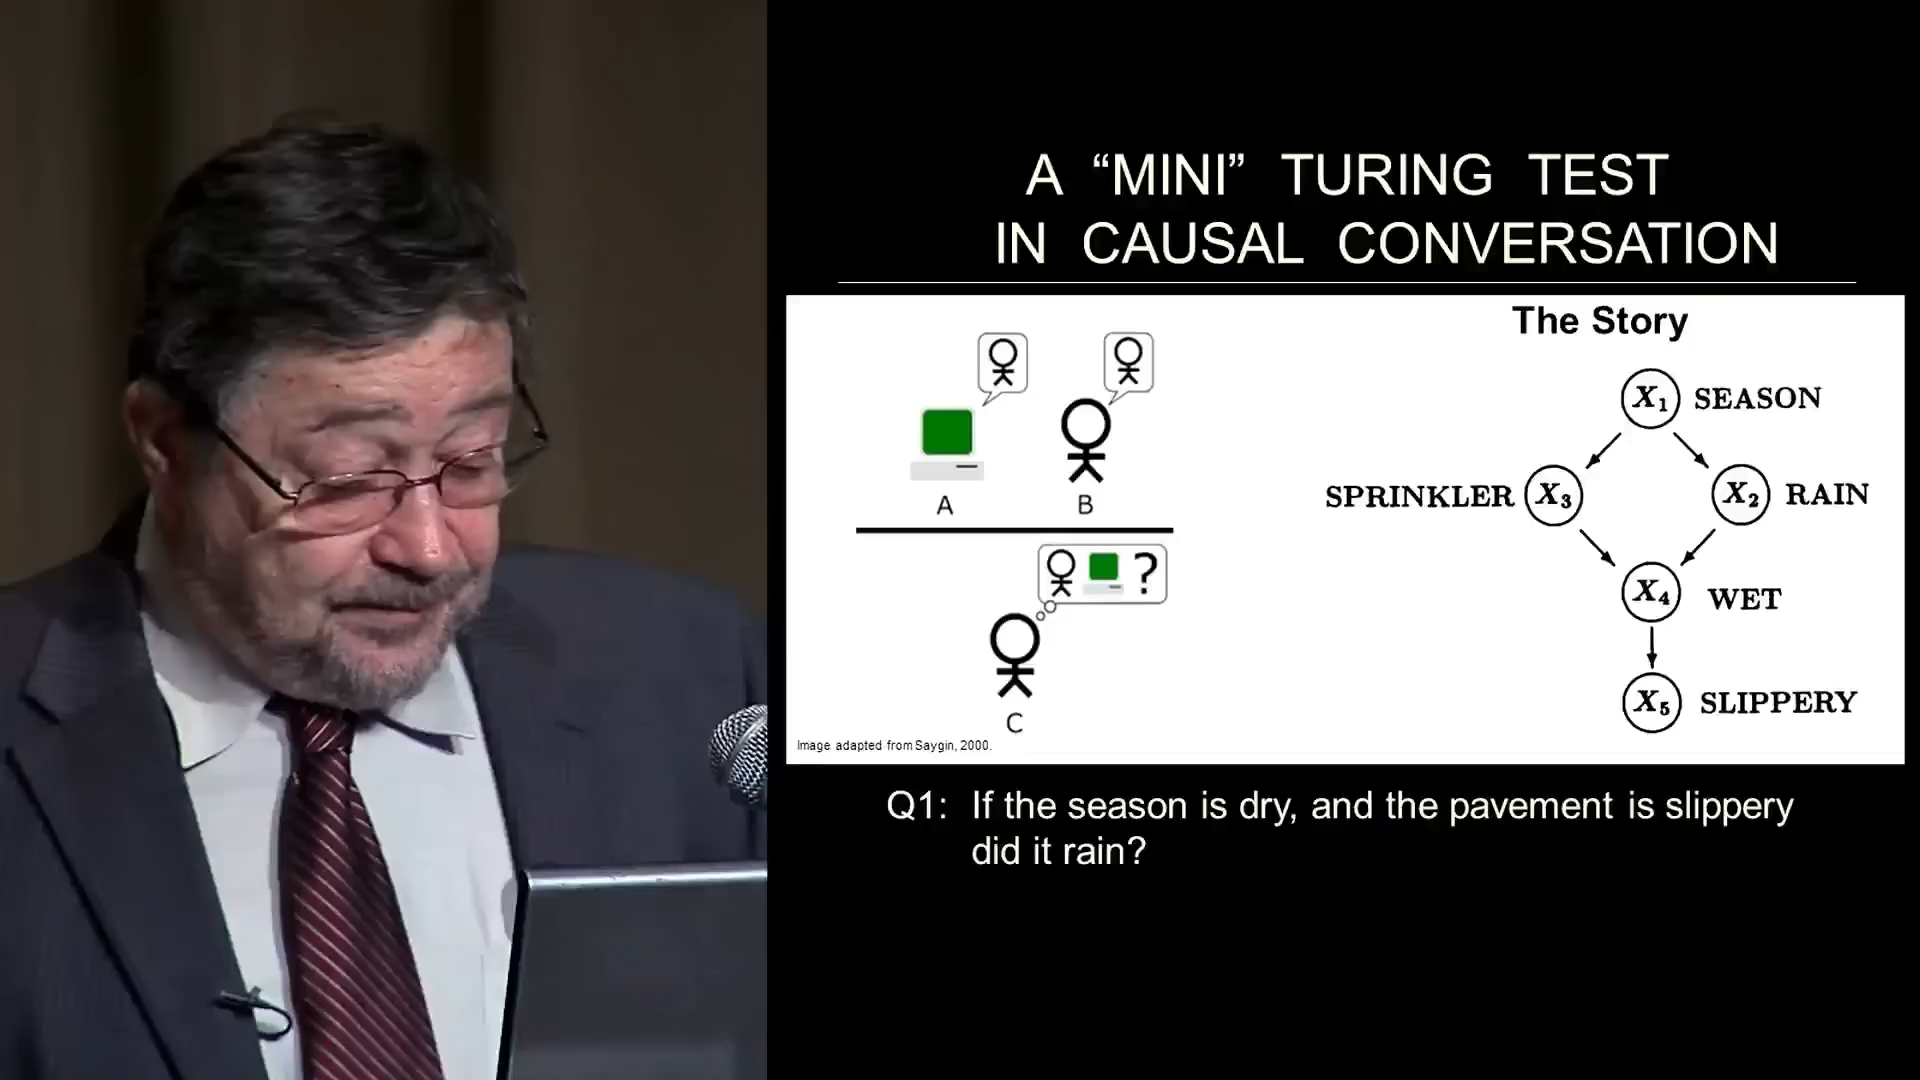 A “MINI” TURING TEST
IN CAUSAL CONVERSATION
The Story
X1 SEASON
SPRINKLER X3
X2 RAIN
A
B
?
X4 WET
C
X5 SLIPPERY
Image adapted from Saygin, 2000.
Q1: If the season is dry, and the pavement is slippery
did it rain?